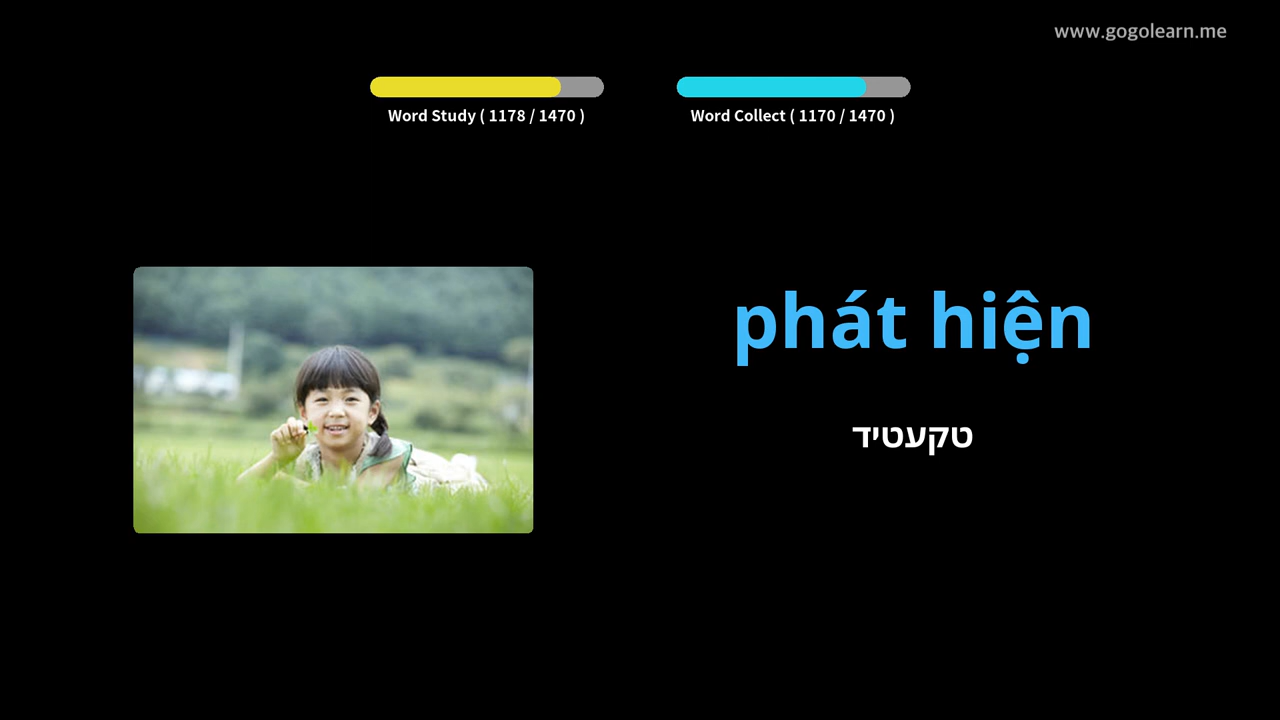 www.gogolearn.me
Word Study ( 1178 / 1470 )
Word Collect ( 1170 / 1470 )
phát hiện
טקעטיד